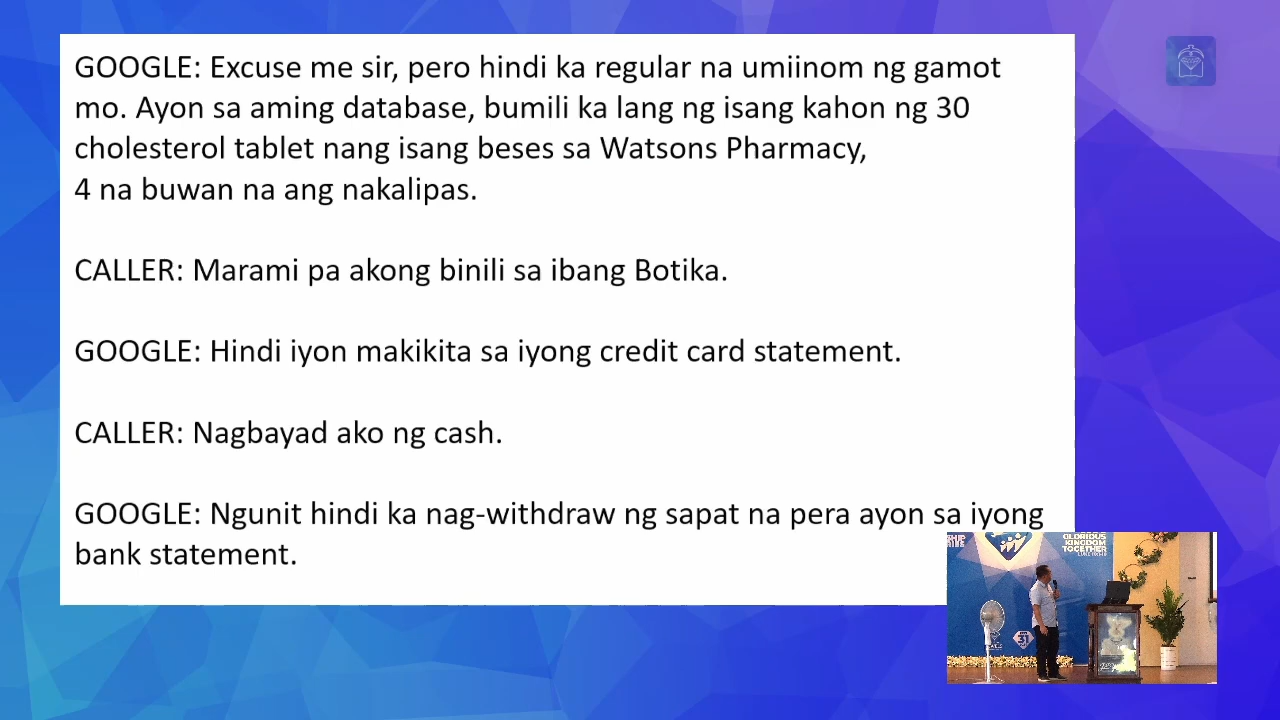 GOOGLE: Excuse me sir, pero hindi ka regular na umiinom ng gamot
mo. Ayon sa aming database, bumili ka lang ng isang kahon ng 30
cholesterol tablet nang isang beses sa Watsons Pharmacy,
4 na buwan na ang nakalipas.
CALLER: Marami pa akong binili sa ibang Botika.
GOOGLE: Hindi iyon makikita sa iyong credit card statement.
CALLER: Nagbayad ako ng cash.
GOOGLE: Ngunit hindi ka nag-withdraw ng sapat na pera ayon sa iyong
bank statement.
GLORIOUS
KINGDOM
TOGETHER
31